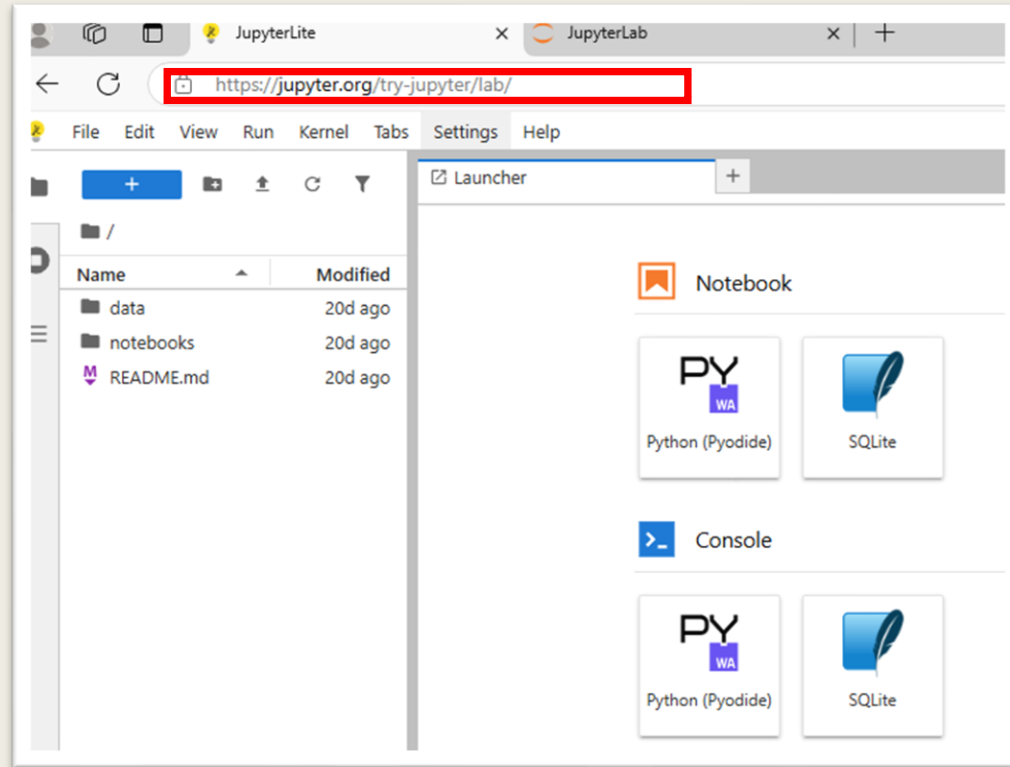 JupyterLite
JupyterLab
https://jupyter.org/try-jupyter/lab/
File Edit View Run Kernel Tabs Settings Help
+
Launcher
+
/
Name Modified
data 20d ago
notebooks 20d ago
M README.md 20d ago
Notebook
PY WA
Python (Pyodide)
SQLite
Console
PY WA
Python (Pyodide)
SQLite